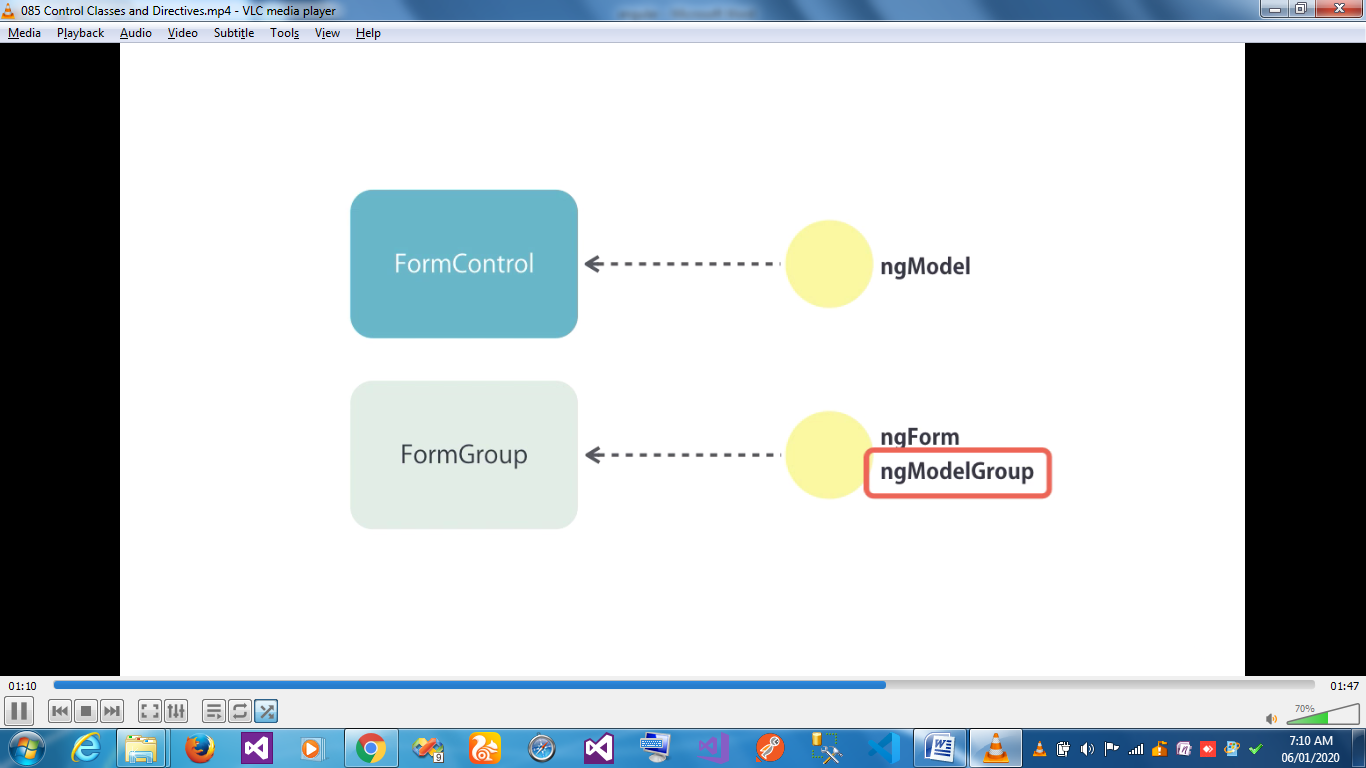 085 Control Classes and Directives.mp4 - VLC media player
Media Playback Audio Video Subtitle Tools View Help
FormControl
ngModel
FormGroup
ngForm
ngModelGroup
01:10
01:47
70%
9
7:10 AM
06/01/2020